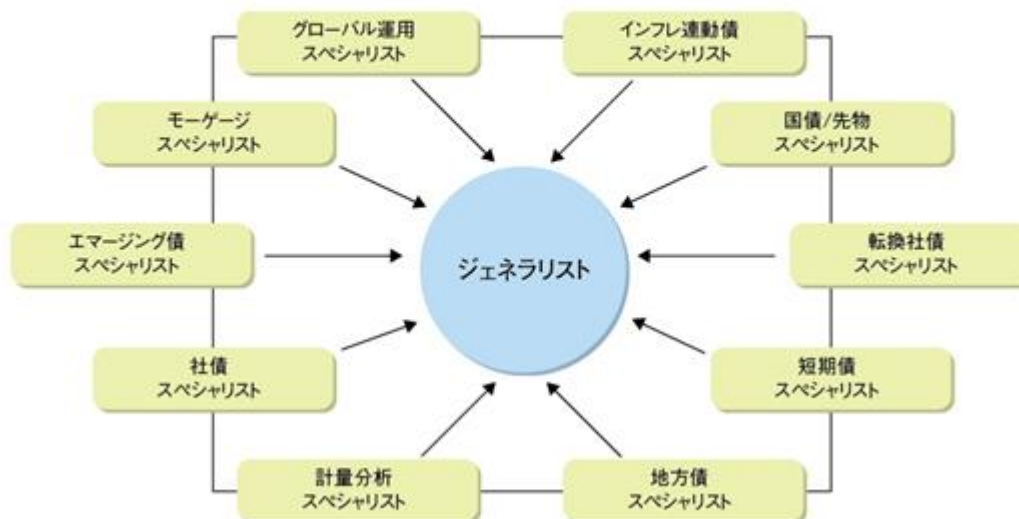 グローバル運用
スペシャリスト
インフレ連動債
スペシャリスト
モーゲージ
スペシャリスト
国債/先物
スペシャリスト
エマージング債
スペシャリスト
ジェネラリスト
転換社債
スペシャリスト
社債
スペシャリスト
短期債
スペシャリスト
計量分析
スペシャリスト
地方債
スペシャリスト